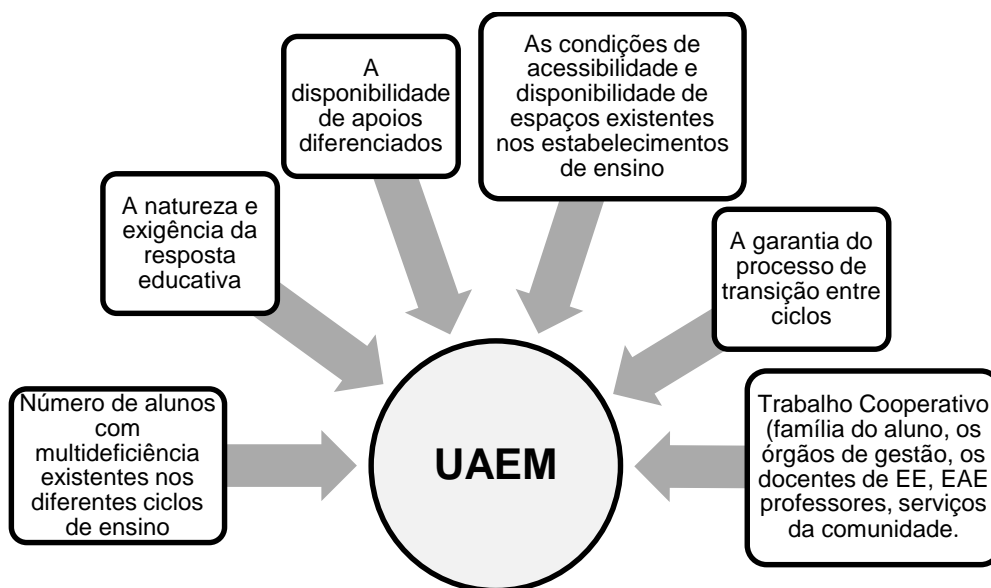 As condições de
acessibilidade e
disponibilidade de
espaços existentes
nos estabelecimentos
de ensino
A
disponibilidade
de apoios
diferenciados
A natureza e
exigência da
resposta
educativa
A garantia do
processo de
transição entre
ciclos
Número de alunos
com
multideficiência
existentes nos
diferentes ciclos
de ensino
UAEM
Trabalho Cooperativo
(família do aluno, os
órgãos de gestão, os
docentes de EE, EAE
professores, serviços
da comunidade.